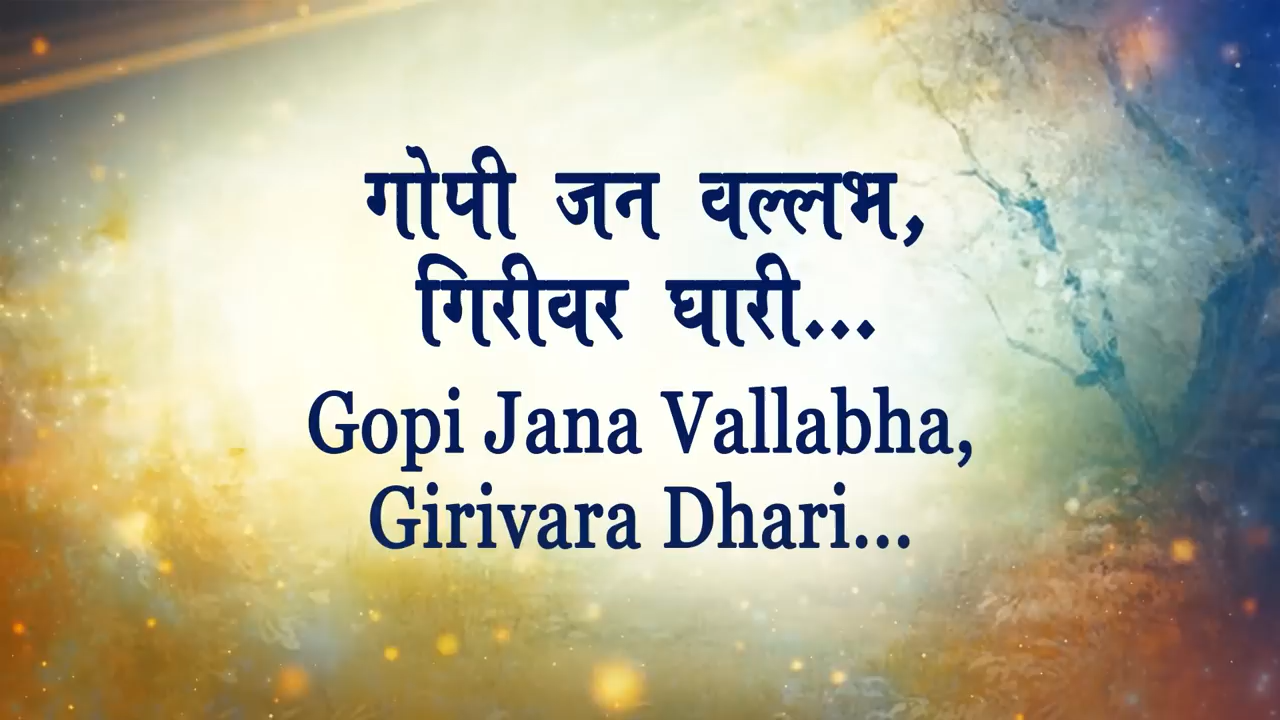 गोपी जन वल्लभ,
गिरीवर घारी...
Gopi Jana Vallabha,
Girivara Dhari...